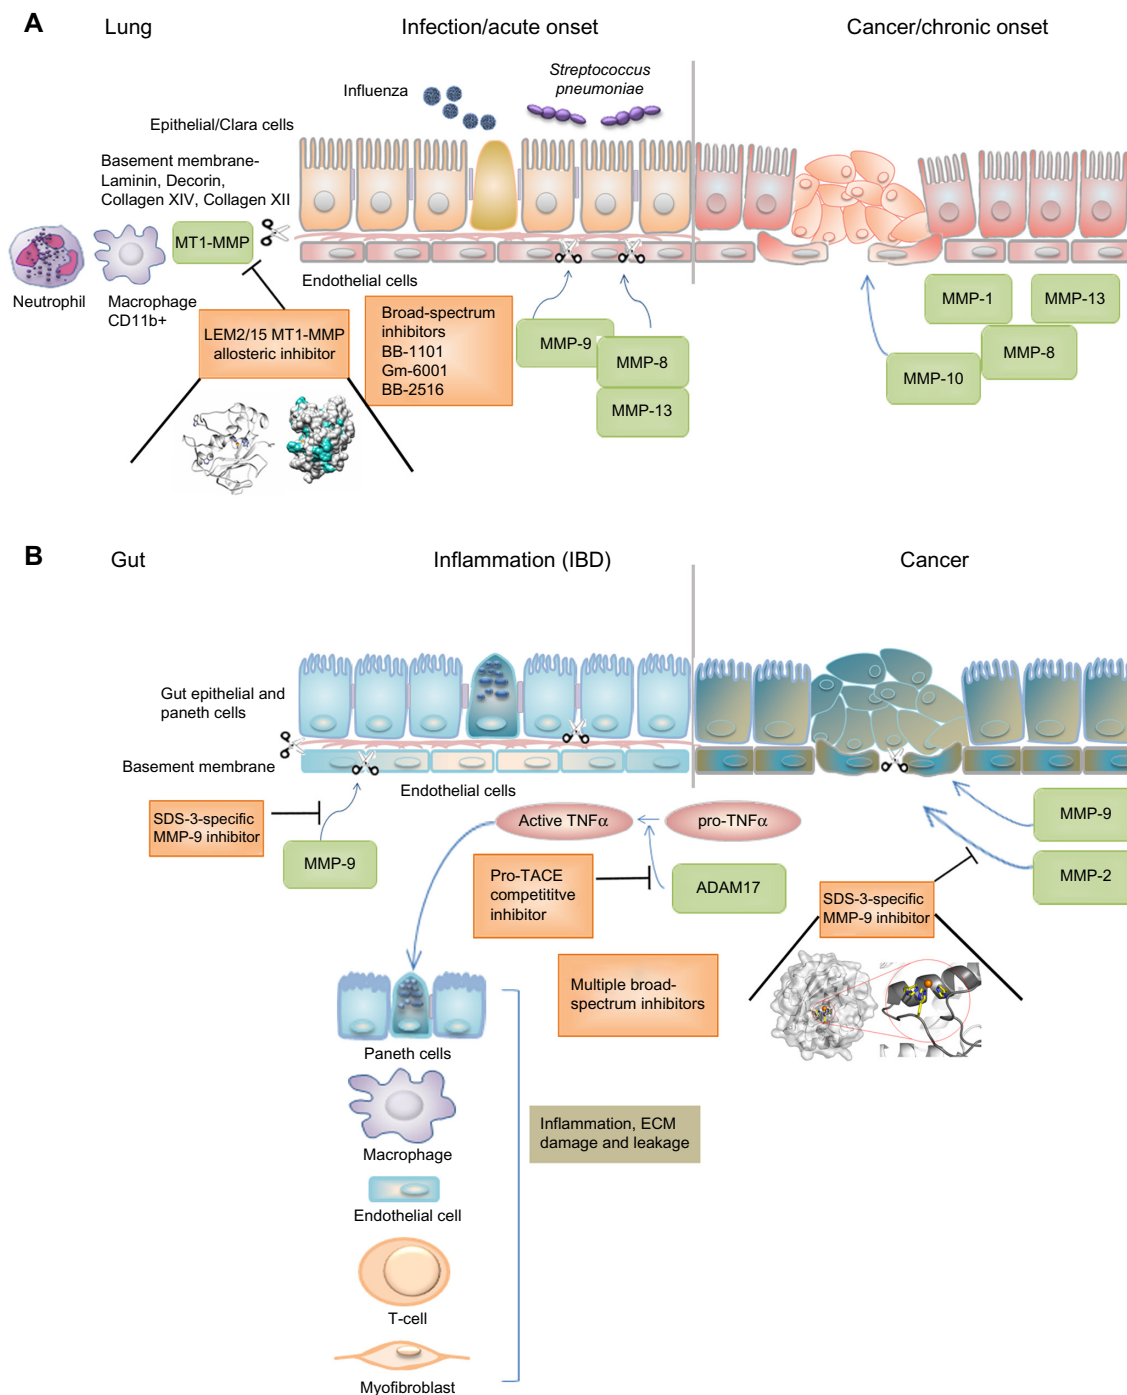 A
Lung
Infection/acute onset
Cancer/chronic onset
Influenza
Streptococcus
pneumoniae
Epithelial/Clara cells
Basement membrane-
Laminin, Decorin,
Collagen XIV, Collagen XII
MT1-MMP
Neutrophil
Macrophage
CD11b+
Endothelial cells
LEM2/15 MT1-MMP
allosteric inhibitor
Broad-spectrum
inhibitors
BB-1101
Gm-6001
BB-2516
MMP-9
MMP-8
MMP-13
MMP-1
MMP-13
MMP-8
MMP-10
B
Gut
Inflammation (IBD)
Cancer
Gut epithelial and
paneth cells
Basement membrane
Endothelial cells
SDS-3-specific
MMP-9 inhibitor
MMP-9
Active TNFα
pro-TNFα
Pro-TACE
competititve
inhibitor
ADAM17
MMP-9
MMP-2
SDS-3-specific
MMP-9 inhibitor
Multiple broad-
spectrum inhibitors
Paneth cells
Macrophage
Inflammation, ECM
damage and leakage
Endothelial cell
T-cell
Myofibroblast